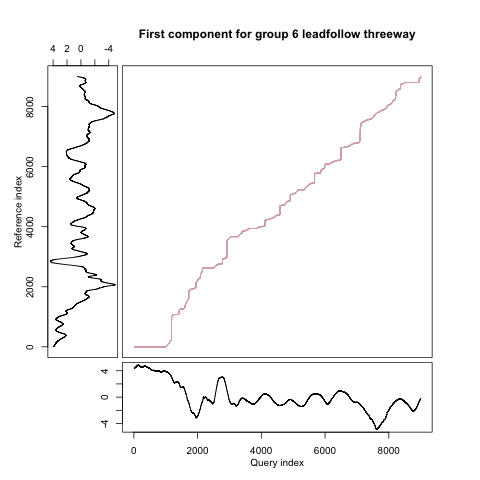 First component for group 6 leadfollow threeway
4 2 0 -4
Reference index
0 2000 4000 6000 8000
4
2
0
-4
0 2000 4000 6000 8000
Query index